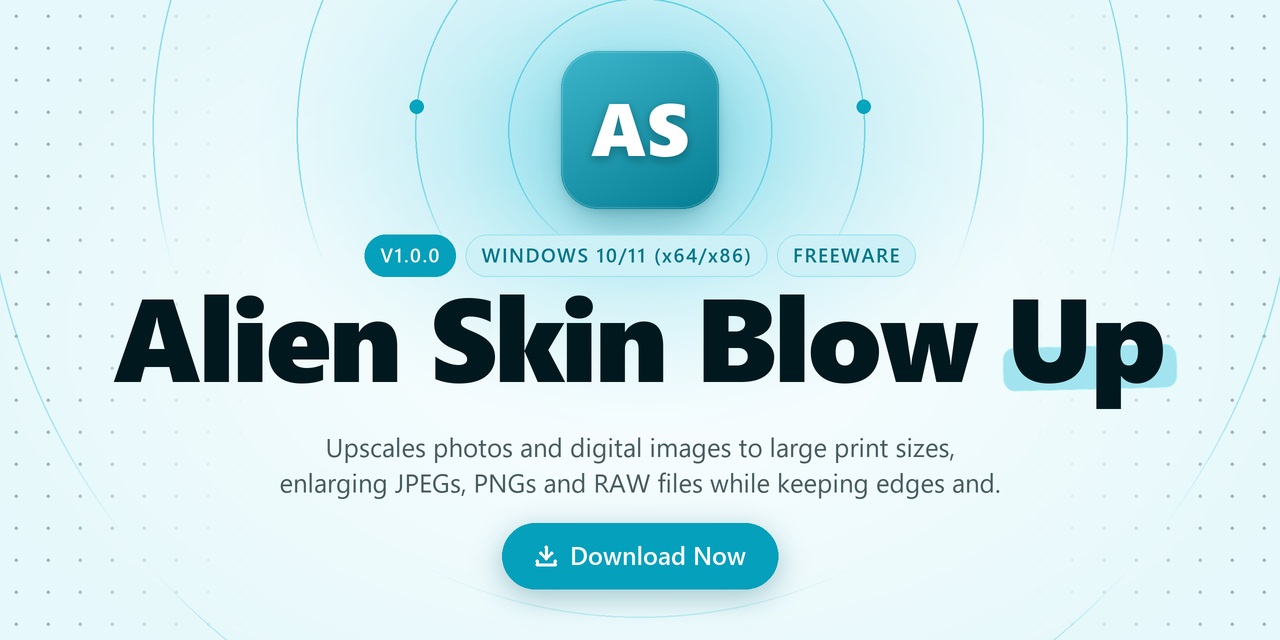 AS
V1.0.0
WINDOWS 10/11 (x64/x86)
FREEWARE
Alien Skin Blow Up
Upscales photos and digital images to large print sizes,
enlarging JPEGs, PNGs and RAW files while keeping edges and.
Download Now